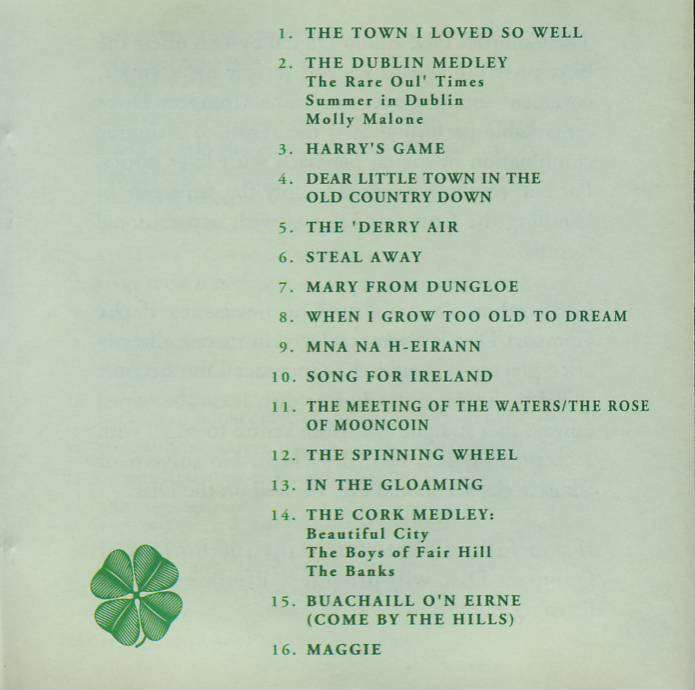 1. THE TOWN I LOVED SO WELL
2. THE DUBLIN MEDLEY
The Rare Oul' Times
Summer in Dublin
Molly Malone
3. HARRY'S GAME
4. DEAR LITTLE TOWN IN THE
OLD COUNTRY DOWN
5. THE 'DERRY AIR
6. STEAL AWAY
7. MARY FROM DUNGLOE
8. WHEN I GROW TOO OLD TO DREAM
9. MNA NA H-EIRANN
10. SONG FOR IRELAND
11. THE MEETING OF THE WATERS/THE ROSE
OF MOONCOIN
12. THE SPINNING WHEEL
13. IN THE GLOAMING
14. THE CORK MEDLEY:
Beautiful City
The Boys of Fair Hill
The Banks
15. BUACHAILL O'N EIRNE
(COME BY THE HILLS)
16. MAGGIE